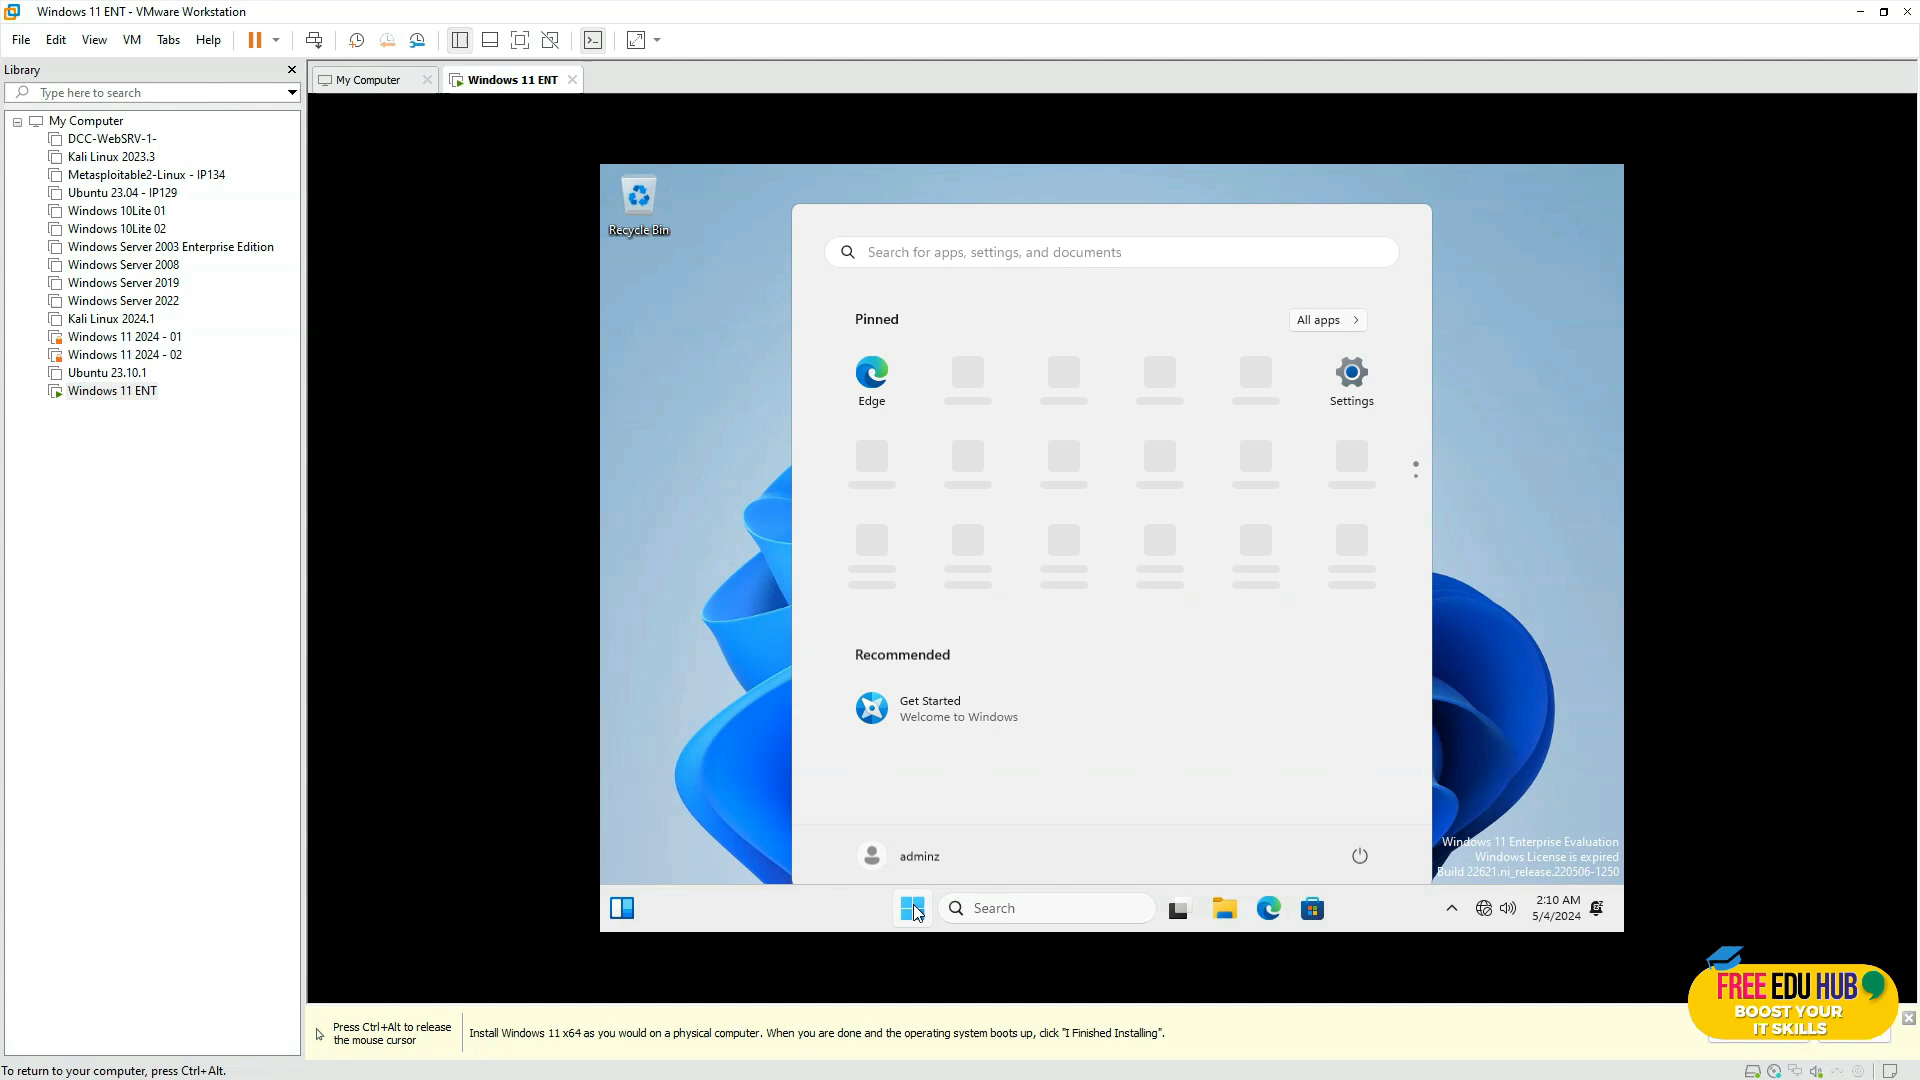 Windows 11 ENT - VMware Workstation
File Edit View VM Tabs Help
Library
Type here to search
My Computer
DCC-WebSRV-1-
Kali Linux 2023.3
Metasploitable2-Linux - IP134
Ubuntu 23.04 - IP129
Windows 10Lite 01
Windows 10Lite 02
Windows Server 2003 Enterprise Edition
Windows Server 2008
Windows Server 2019
Windows Server 2022
Kali Linux 2024.1
Windows 11 2024 - 01
Windows 11 2024 - 02
Ubuntu 23.10.1
Windows 11 ENT
My Computer
Windows 11 ENT
Recycle Bin
Search for apps, settings, and documents
Pinned
All apps
Edge
Settings
Recommended
Get Started
Welcome to Windows
adminz
Windows 11 Enterprise Evaluation
Windows License is expired
Build 22621.ni_release.220506-1250
Search
2:10 AM
5/4/2024
FREE EDU HUB
BOOST YOUR
IT SKILLS
Press Ctrl+Alt to release
the mouse cursor
Install Windows 11 x64 as you would on a physical computer. When you are done and the operating system boots up, click "I Finished Installing".
To return to your computer, press Ctrl+Alt.